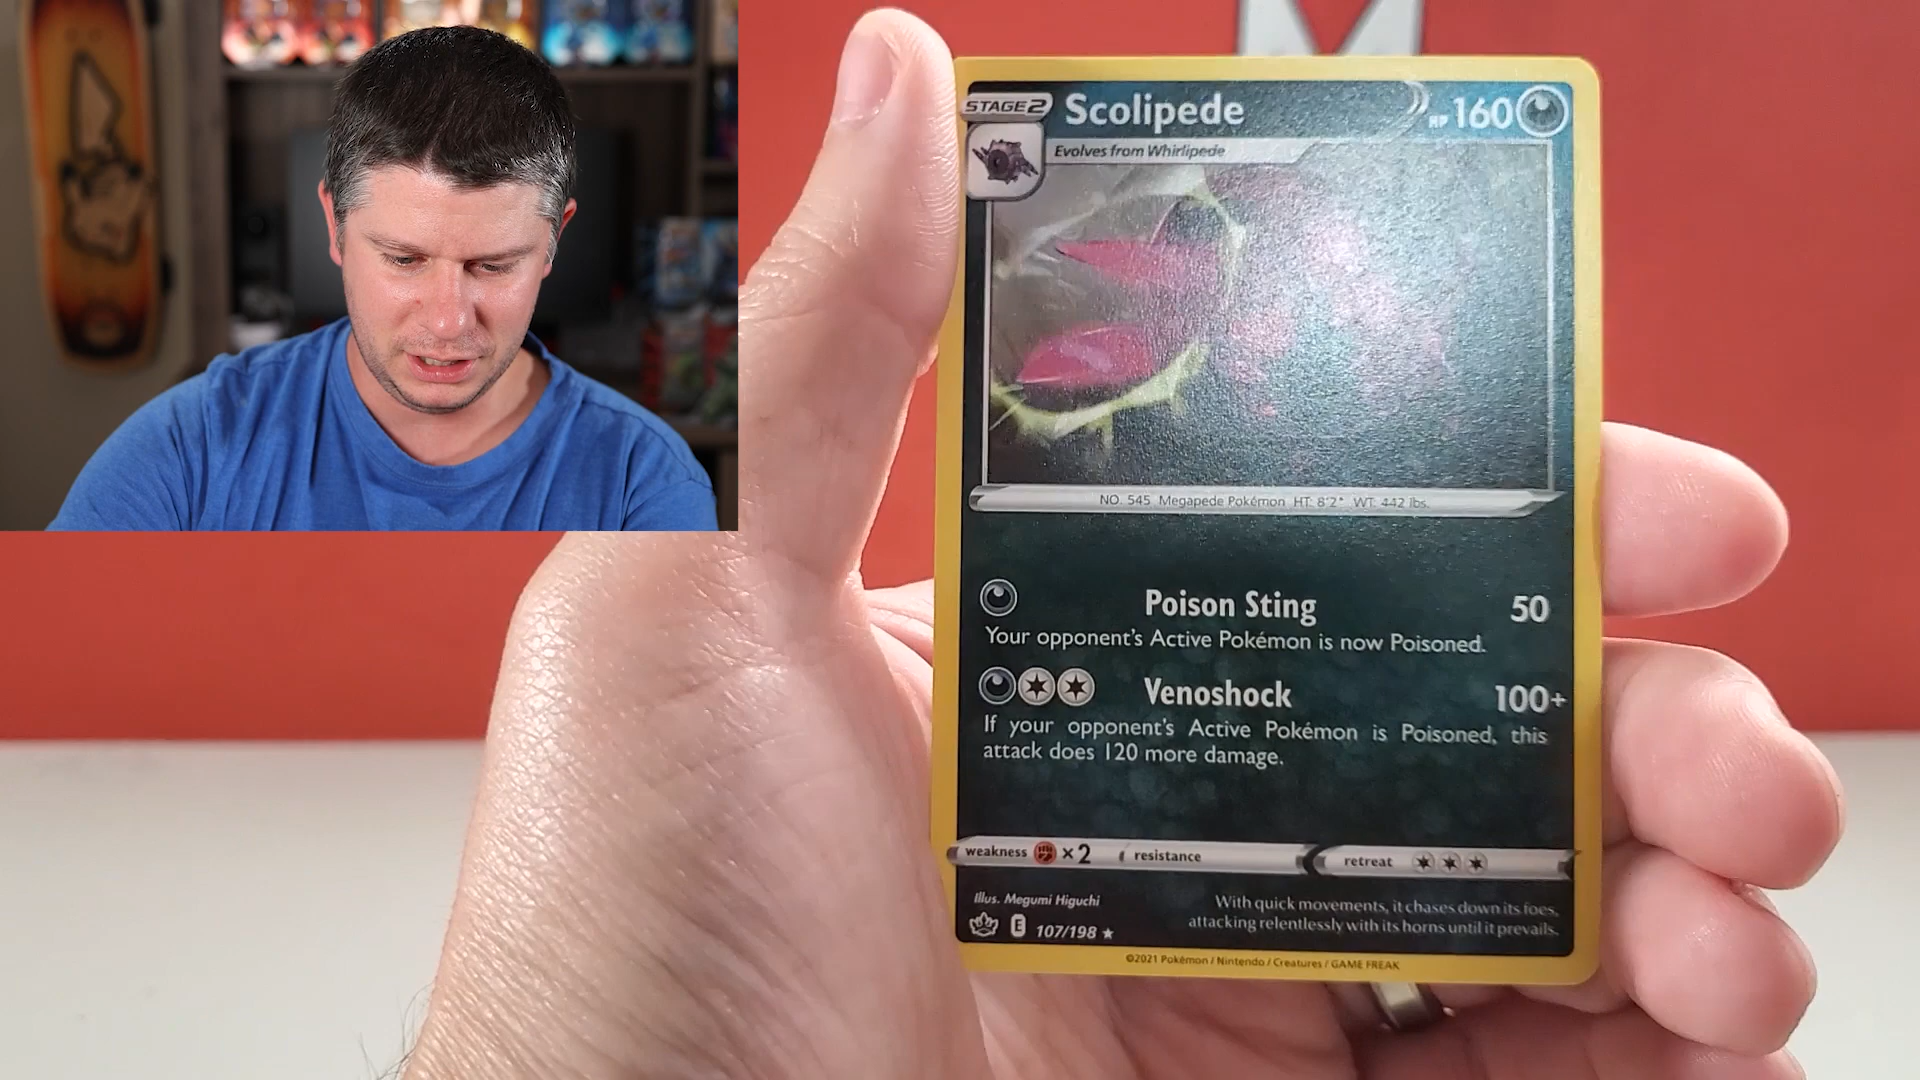 STAGE 2
Scolipede
HP 160
Evolves from Whirlipede
NO. 545 Megapede Pokémon HT: 8'2" WT: 442 lbs.
Poison Sting 50
Your opponent's Active Pokémon is now Poisoned.
Venoshock 100+
If your opponent's Active Pokémon is Poisoned, this
attack does 120 more damage.
weakness ×2 resistance retreat
Illus. Megumi Higuchi
With quick movements, it chases down its foes,
attacking relentlessly with its horns until it prevails.
E 107/198 ★
©2021 Pokémon / Nintendo / Creatures / GAME FREAK